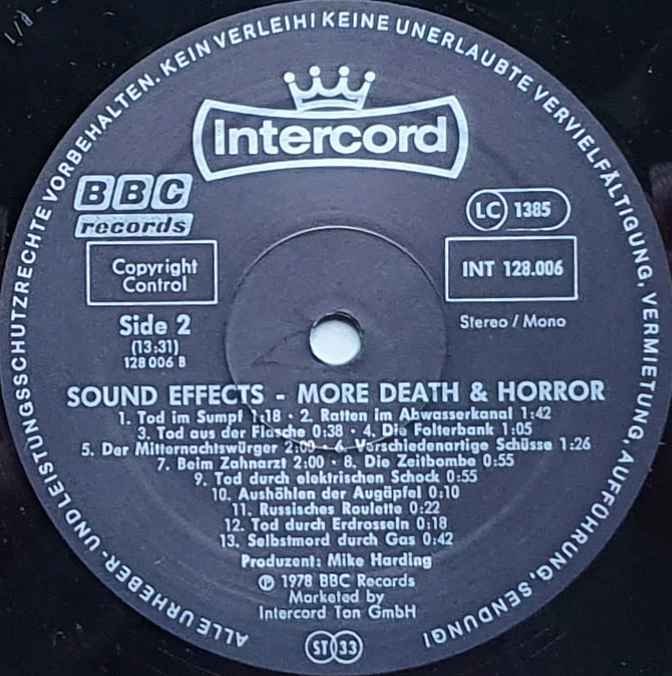 ALLE URHEBER- UND LEISTUNGSSCHUTZRECHTE VORBEHALTEN. KEIN VERLEIH! KEINE UNERLAUBTE VERVIELFÄLTIGUNG, VERMIETUNG, AUFFÜHRUNG, SENDUNG!
Intercord
BBC
records
LC 1385
Copyright
Control
INT 128.006
Side 2
(13:31)
128 006 B
Stereo / Mono
SOUND EFFECTS - MORE DEATH & HORROR
1. Tod im Sumpf 1:18 · 2. Ratten im Abwasserkanal 1:42
3. Tod aus der Flasche 0:38 · 4. Die Folterbank 1:05
5. Der Mitternachtswürger 2:00 · 6. Verschiedenartige Schüsse 1:26
7. Beim Zahnarzt 2:00 · 8. Die Zeitbombe 0:55
9. Tod durch elektrischen Schock 0:55
10. Aushöhlen der Augäpfel 0:10
11. Russisches Roulette 0:22
12. Tod durch Erdrosseln 0:18
13. Selbstmord durch Gas 0:42
Produzent: Mike Harding
℗ 1978 BBC Records
Marketed by
Intercord Ton GmbH
ST 33